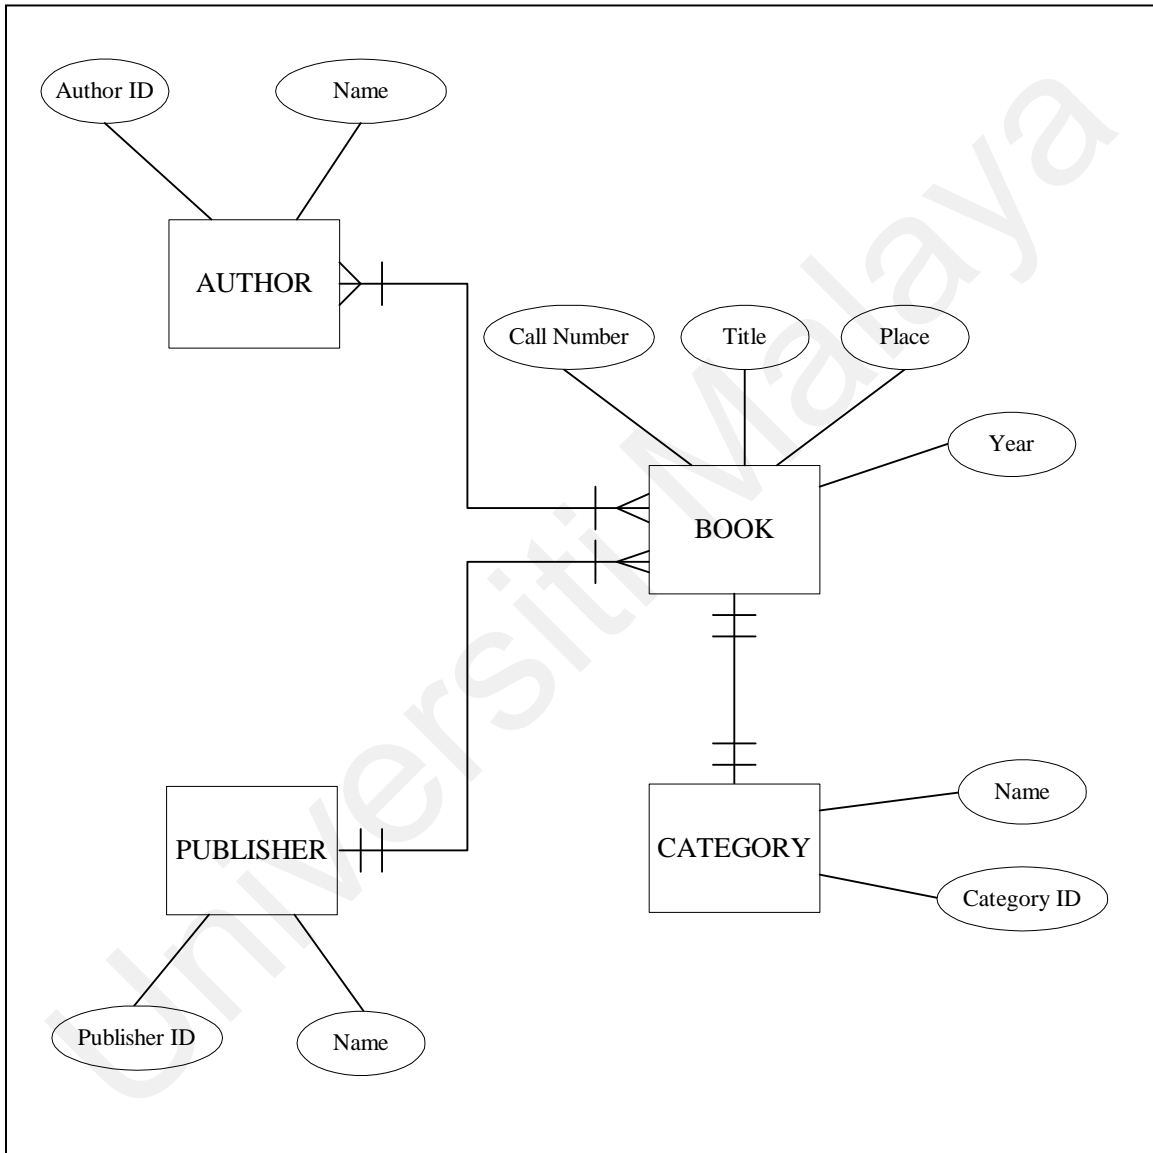 Author ID
Name
AUTHOR
Call Number
Title
Place
Year
BOOK
PUBLISHER
CATEGORY
Name
Category ID
Publisher ID
Name
Universiti Malaya